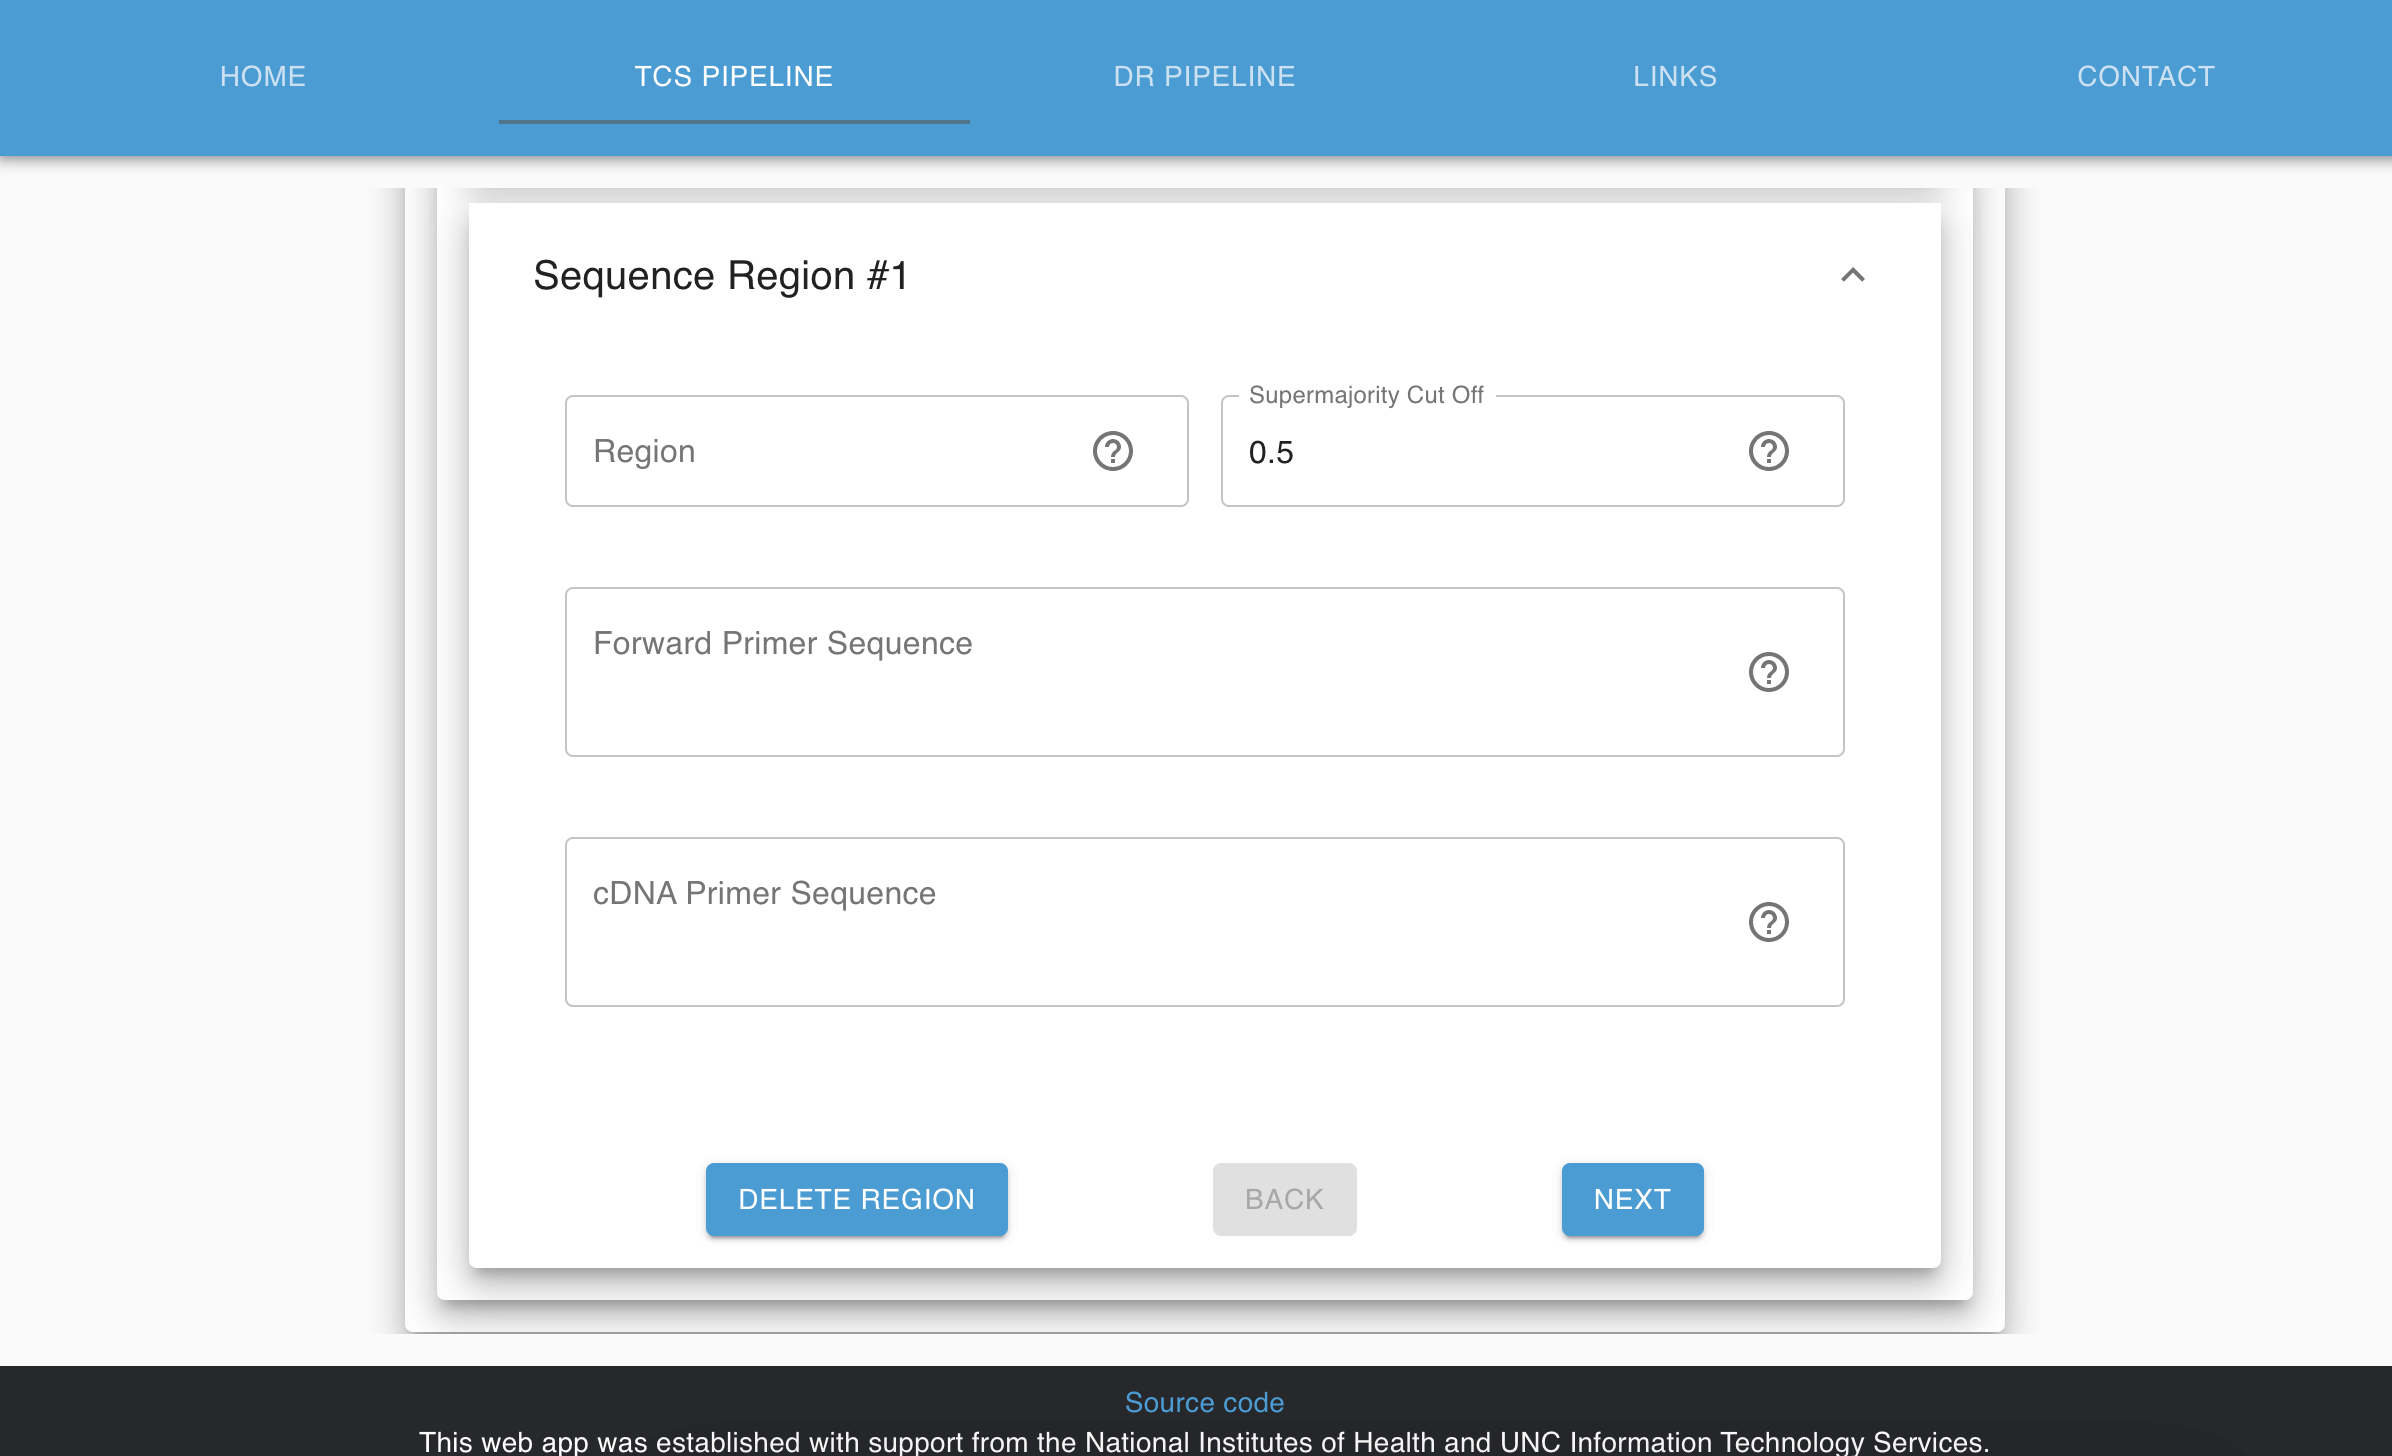 HOME TCS PIPELINE DR PIPELINE LINKS CONTACT
Sequence Region #1
Supermajority Cut Off
Region 0.5
Forward Primer Sequence
cDNA Primer Sequence
DELETE REGION BACK NEXT
Source code
This web app was established with support from the National Institutes of Health and UNC Information Technology Services.